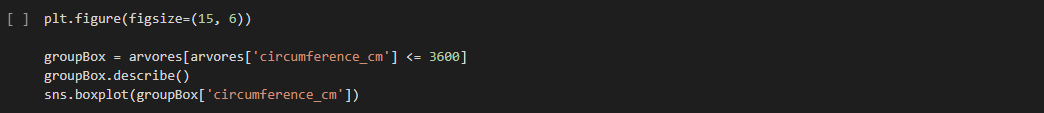 [ ] plt.figure(figsize=(15, 6))
groupBox = arvores[arvores['circumference_cm'] <= 3600]
groupBox.describe()
sns.boxplot(groupBox['circumference_cm'])